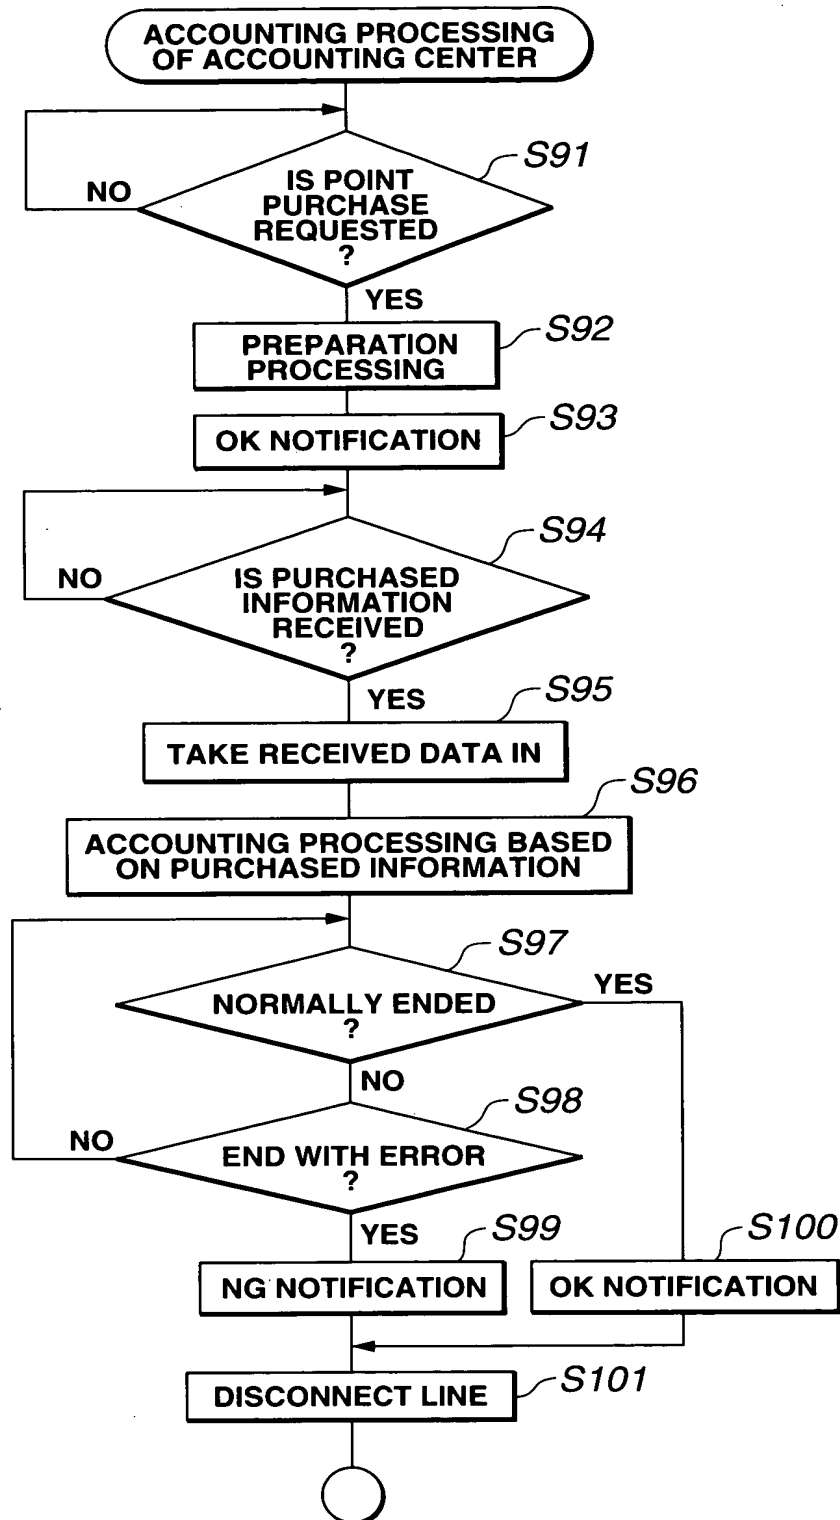 ACCOUNTING PROCESSING
OF ACCOUNTING CENTER
S91
IS POINT
PURCHASE
REQUESTED
?
NO
YES
S92
PREPARATION
PROCESSING
S93
OK NOTIFICATION
S94
IS PURCHASED
INFORMATION
RECEIVED
?
NO
YES
S95
TAKE RECEIVED DATA IN
S96
ACCOUNTING PROCESSING BASED
ON PURCHASED INFORMATION
S97
NORMALLY ENDED
?
YES
NO
S98
END WITH ERROR
?
NO
YES
S99
NG NOTIFICATION
S100
OK NOTIFICATION
S101
DISCONNECT LINE